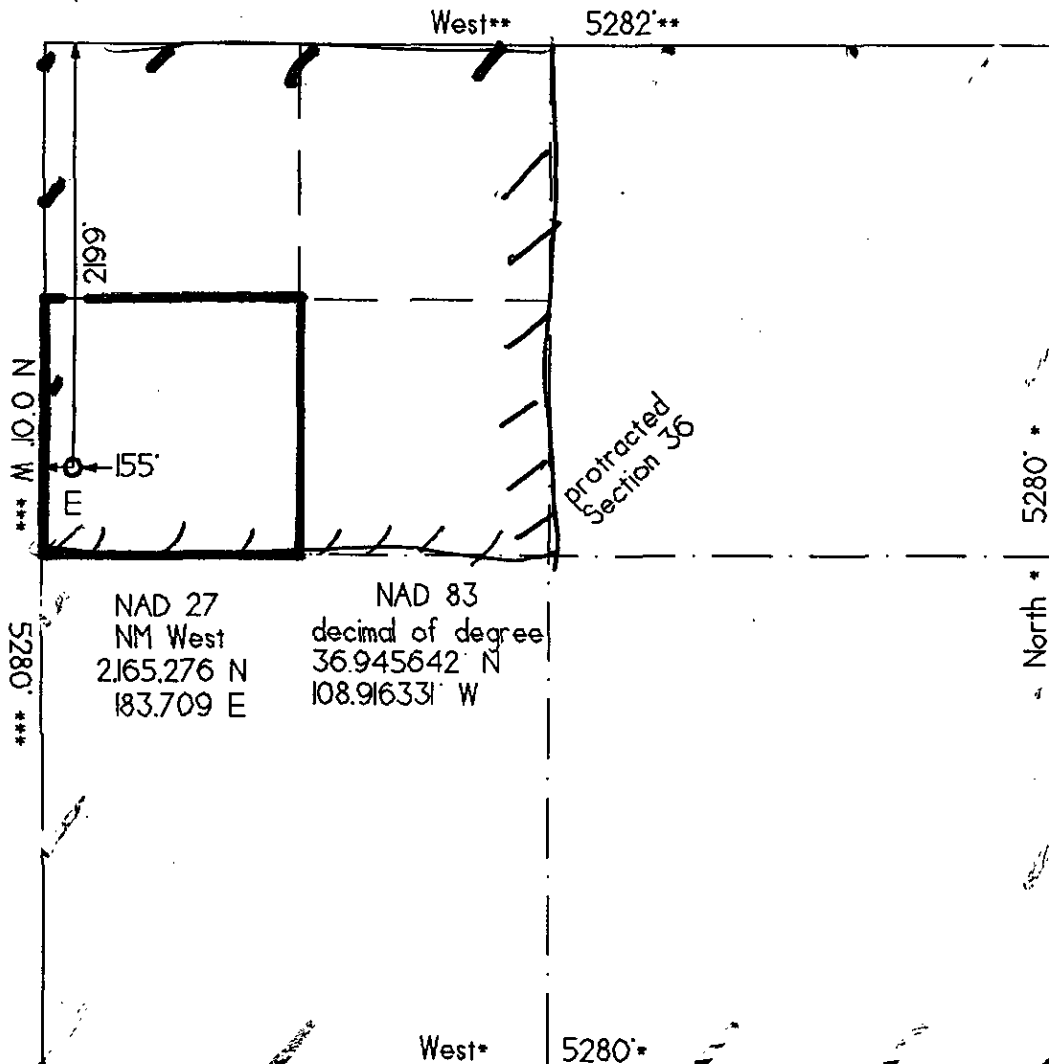 West** 5282'**
2199'
N 0°01' W ***
155'
E
protracted
Section 36
5280' *
North *
5280' ***
NAD 27
NM West
2,165,276 N
183,709 E
NAD 83
decimal of degree
36.945642° N
108.916331° W
West* 5280'*